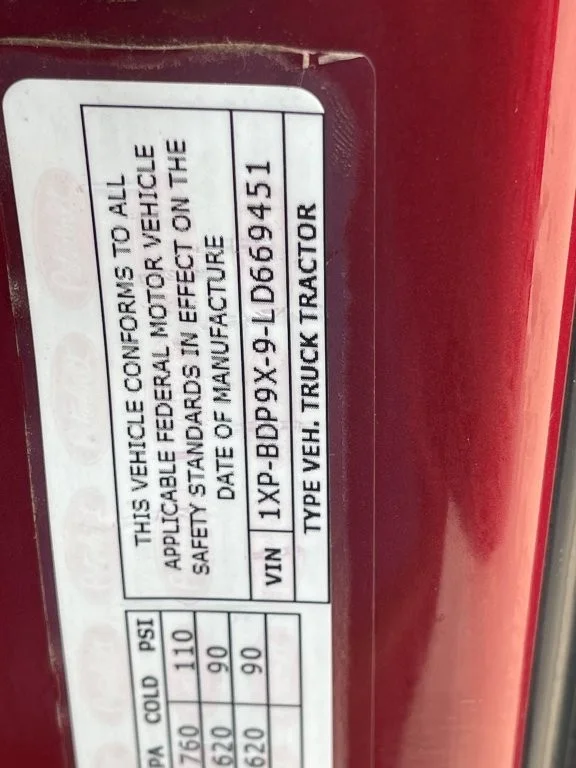 THIS VEHICLE CONFORMS TO ALL
APPLICABLE FEDERAL MOTOR VEHICLE
SAFETY STANDARDS IN EFFECT ON THE
DATE OF MANUFACTURE
VIN 1XP-BDP9X-9-LD669451
TYPE VEH. TRUCK TRACTOR
PA COLD PSI
760 110
620 90
620 90